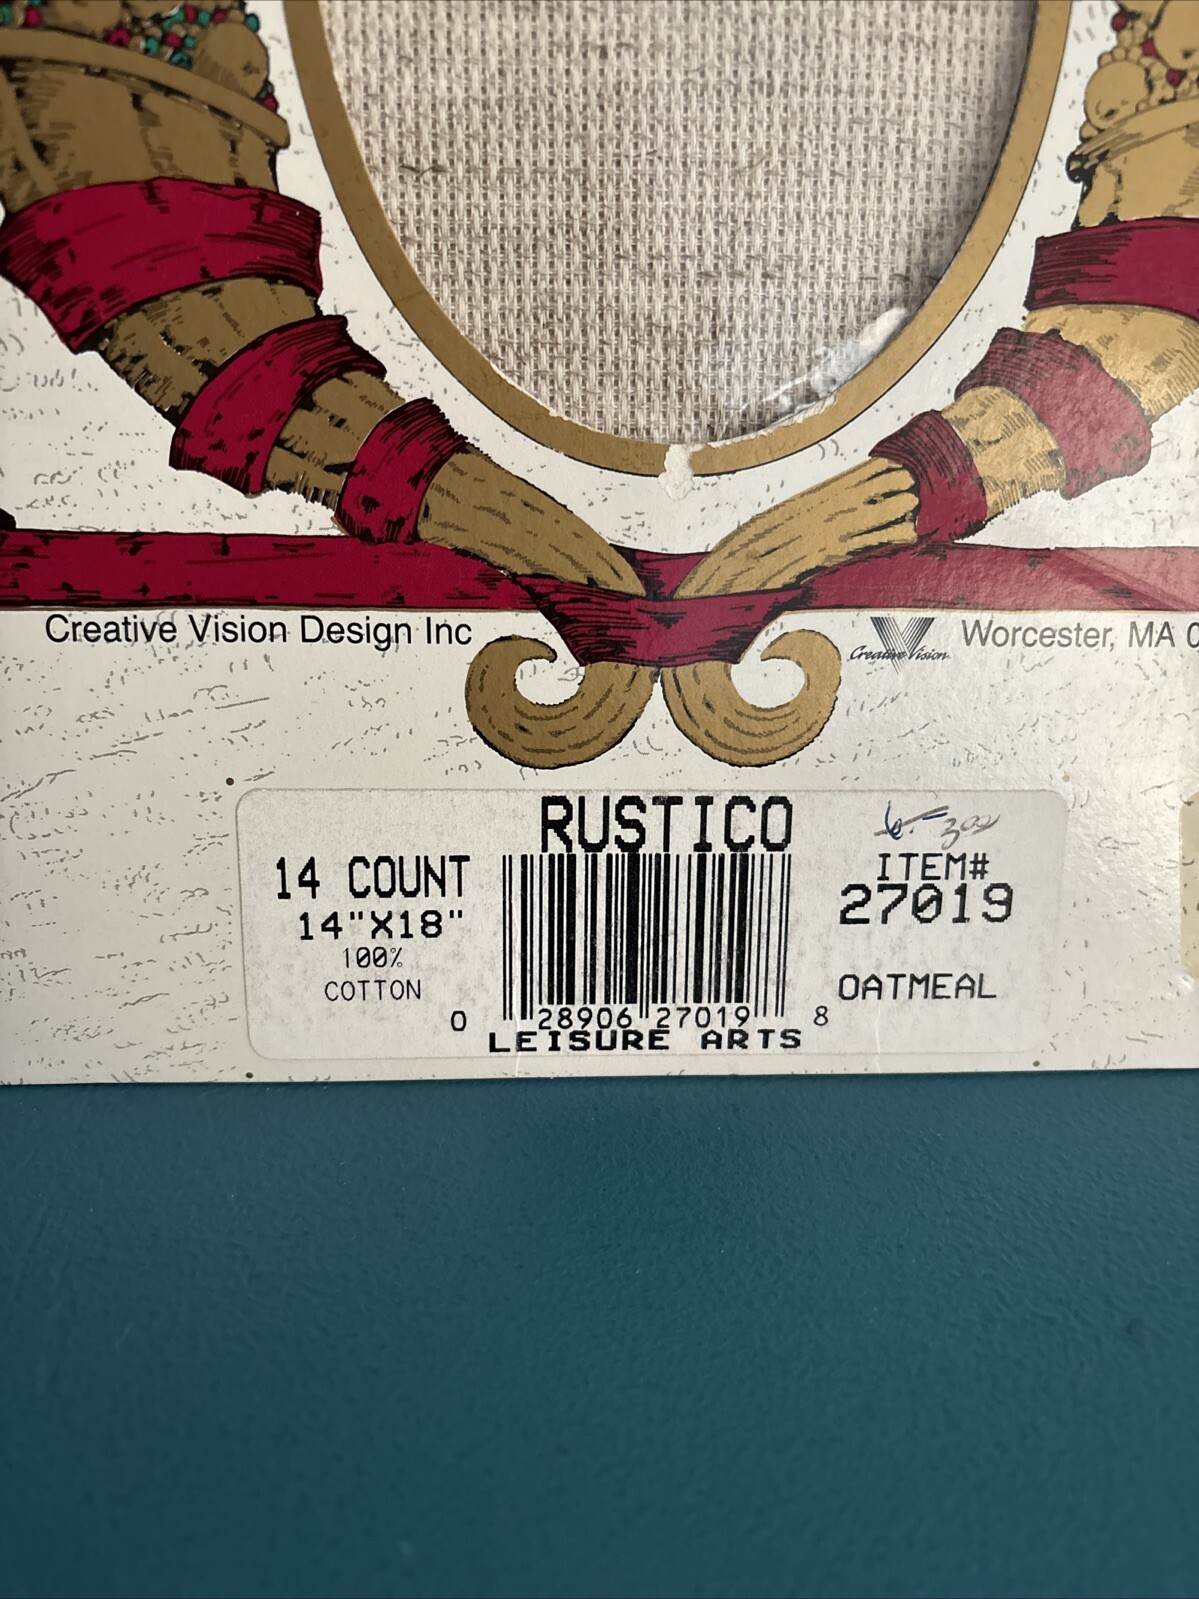 Creative Vision Design Inc
Creative Vision
Worcester, MA
RUSTICO
14 COUNT
14"X18"
100%
COTTON
300
ITEM#
27019
OATMEAL
0 28906 27019 8
LEISURE ARTS